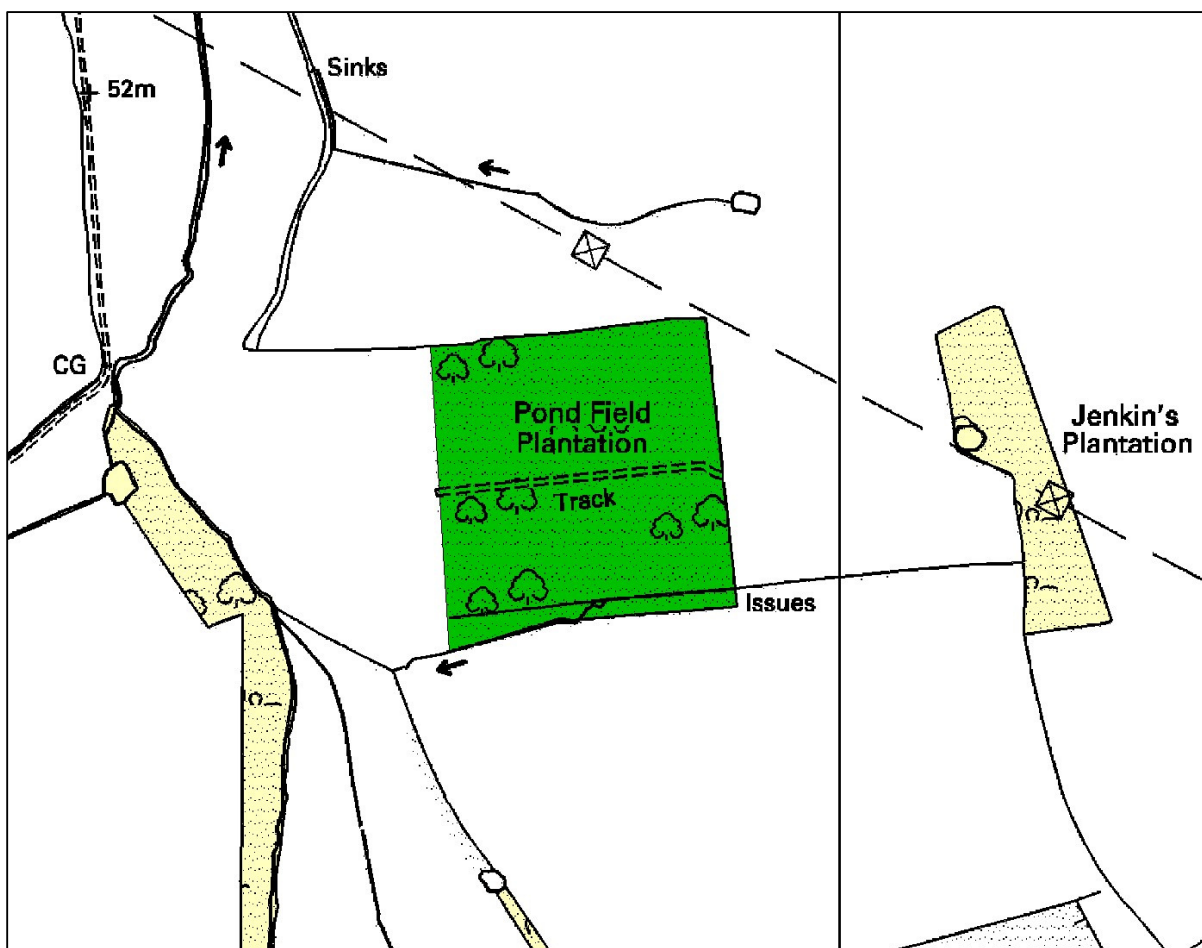 Sinks
52m
CG
Pond Field
Plantation
Jenkin's
Plantation
Track
Issues